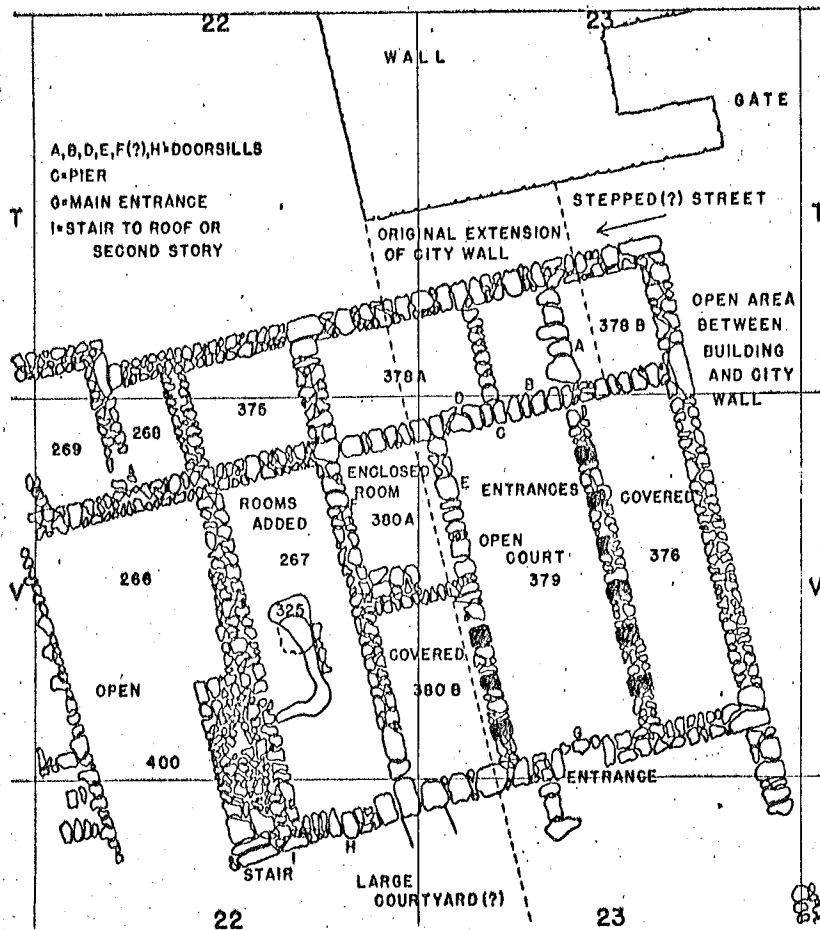 22
23
WALL
GATE
A,B,D,E,F(?),H=DOORSILLS
C=PIER
G=MAIN ENTRANCE
I=STAIR TO ROOF OR
SECOND STORY
T
T
STEPPED(?) STREET
ORIGINAL EXTENSION
OF CITY WALL
OPEN AREA
BETWEEN
BUILDING
AND CITY
WALL
378 B
A
378 A
375
B
D
C
269
268
A
ENCLOSED
ROOM
380 A
E
ENTRANCES
COVERED
ROOMS
ADDED
267
OPEN
COURT
379
376
266
V
V
325
F
COVERED
380 B
OPEN
400
G
ENTRANCE
H
I
STAIR
LARGE
COURTYARD(?)
22
23